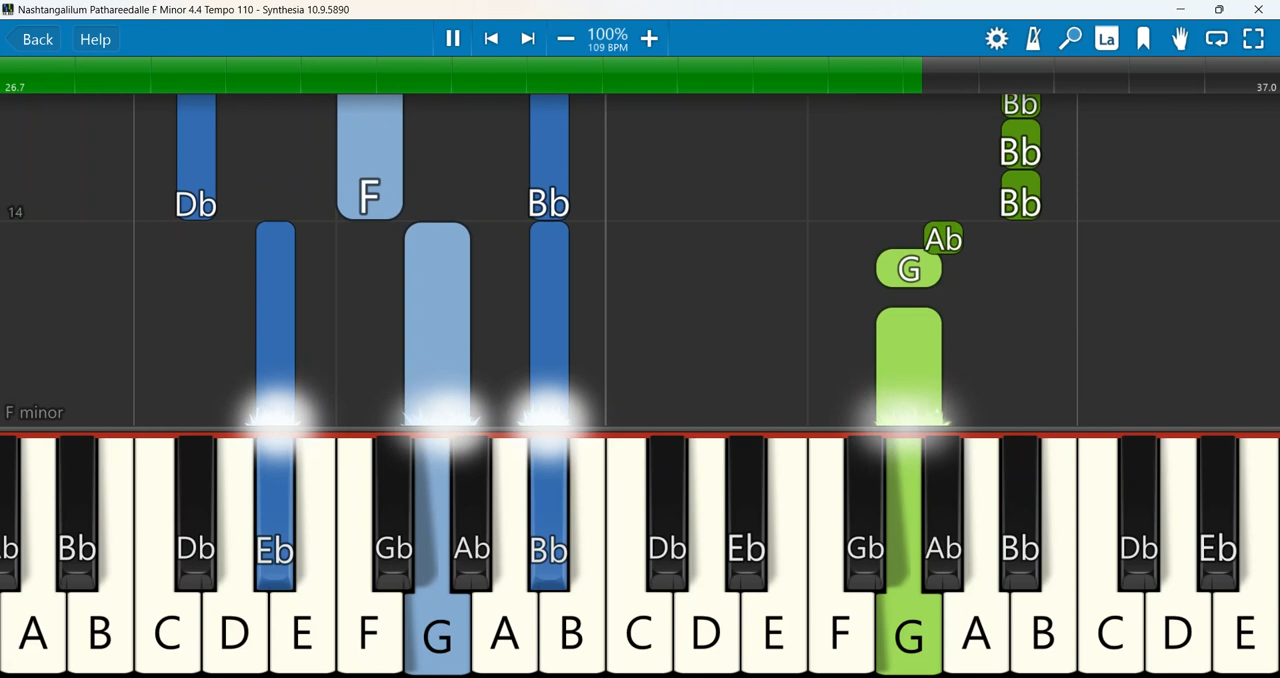 Nashtangalilum Pathareedalle F Minor 4.4 Tempo 110 - Synthesia 10.9.5890
Back Help 100% La
109 BPM
26.7 37.0
Bb
Bb
Db F Bb Bb
14
Ab
G
F minor
b Bb Db Eb Gb Ab Bb Db Eb Gb Ab Bb Db Eb
A B C D E F G A B C D E F G A B C D E